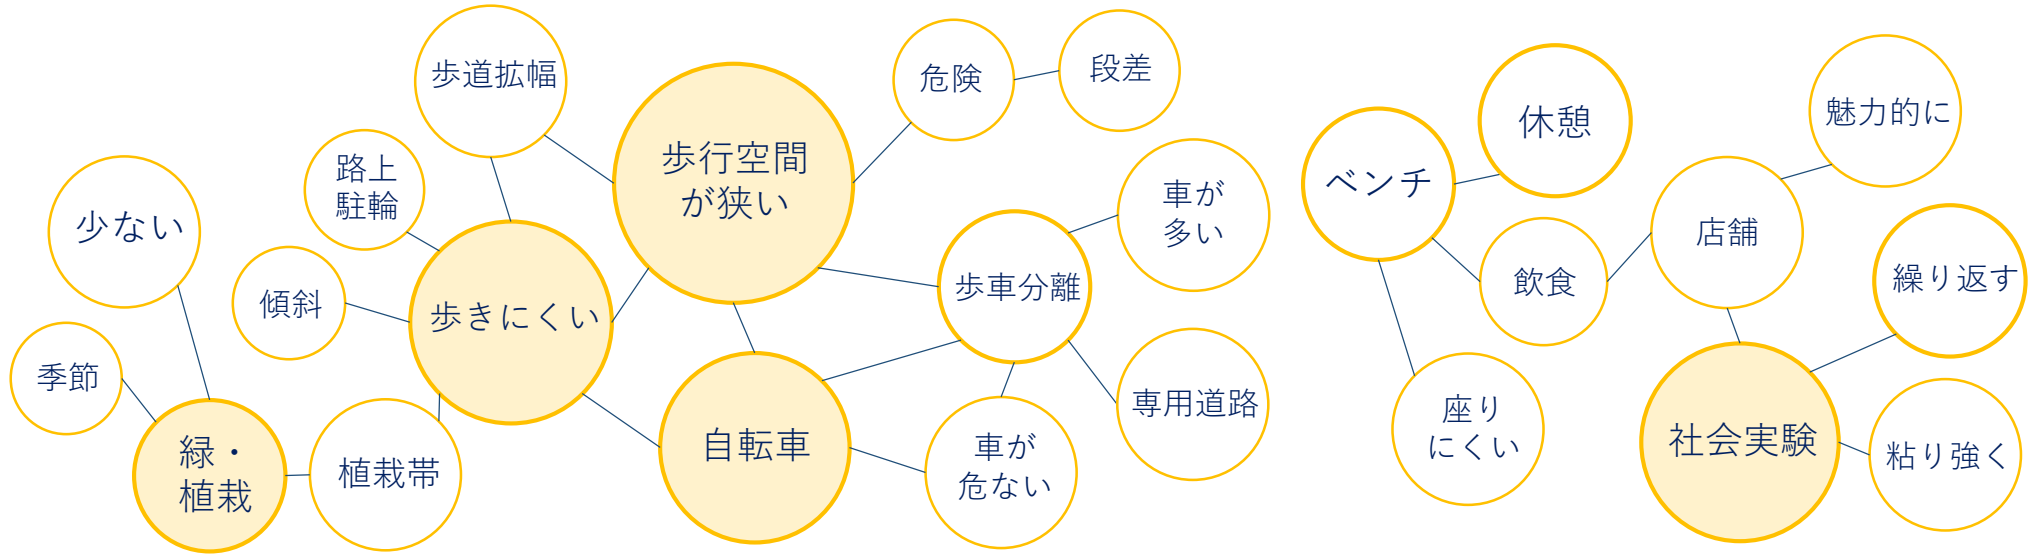 歩道拡幅
路上
駐輪
少ない
傾斜
季節
歩きにくい
緑・
植栽
植栽帯
歩行空間
が狭い
危険
段差
車が
多い
歩車分離
自転車
車が
危ない
専用道路
ベンチ
休憩
魅力的に
店舗
飲食
繰り返す
座り
にくい
社会実験
粘り強く